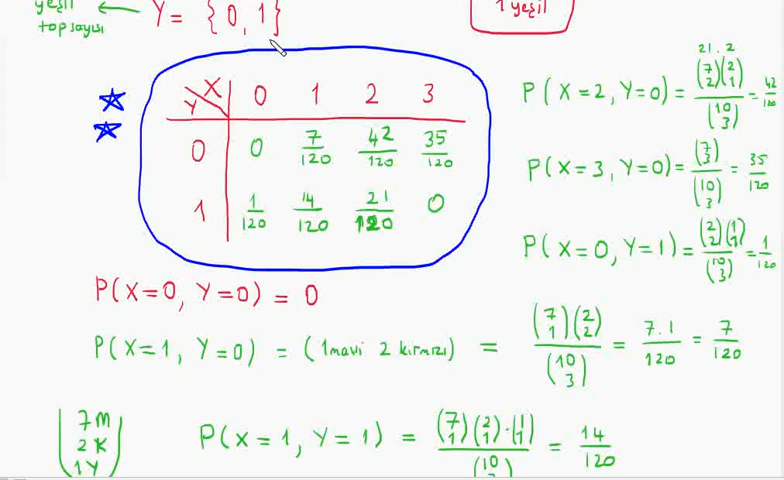 yeşil ← Y = {0, 1}
top sayısı
1 yeşil
Y\X 0 1 2 3
0 0 7/120 42/120 35/120
1 1/120 14/120 21/120 0
21. 2
P(X=2, Y=0) = (7 2)(2 1)/(10 3) = 42/120
P(X=3, Y=0) = (7 3)/(10 3) = 35/120
P(X=0, Y=1) = (2 2)(1 1)/(10 3) = 1/120
P(X=0, Y=0) = 0
P(X=1, Y=0) = (1mavi 2 kırmızı) = (7 1)(2 2)/(10 3) = 7.1/120 = 7/120
7M
2K
1Y
P(X=1, Y=1) = (7 1)(2 1).(1 1)/(10 = 14/120